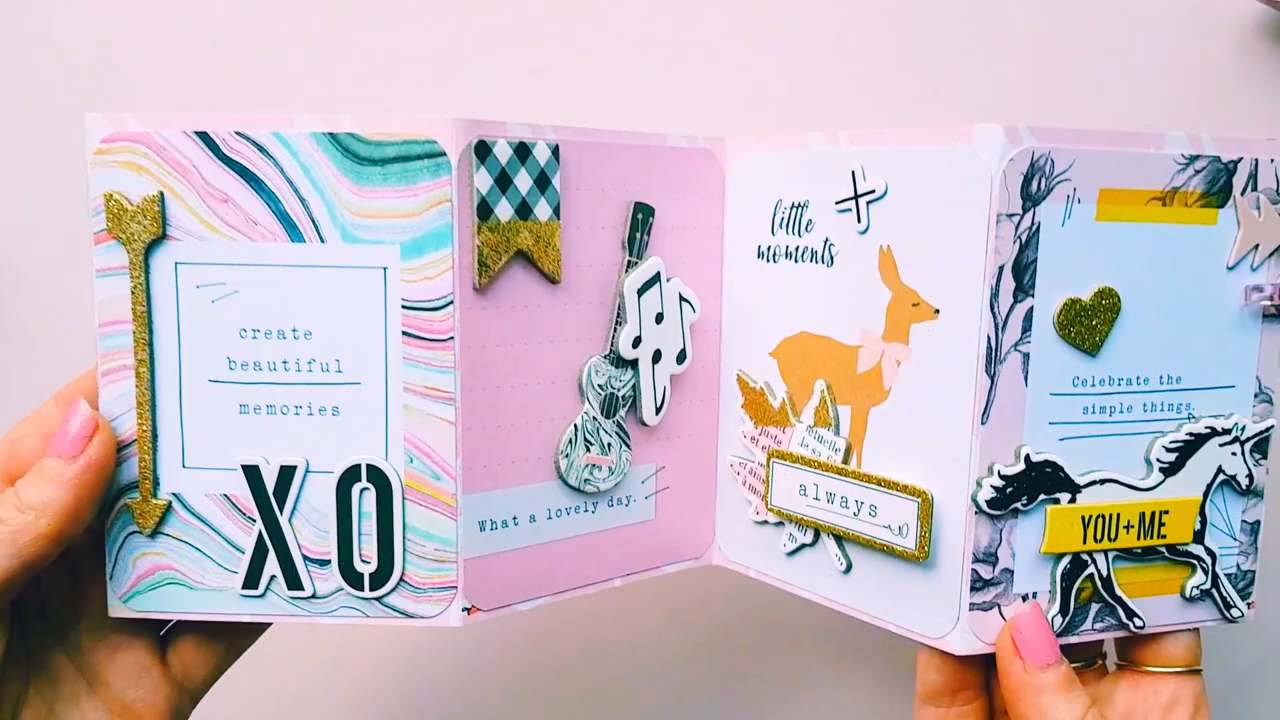 create
beautiful
memories
XO
What a lovely day.
little
moments
always
Celebrate the
simple things.
YOU+ME